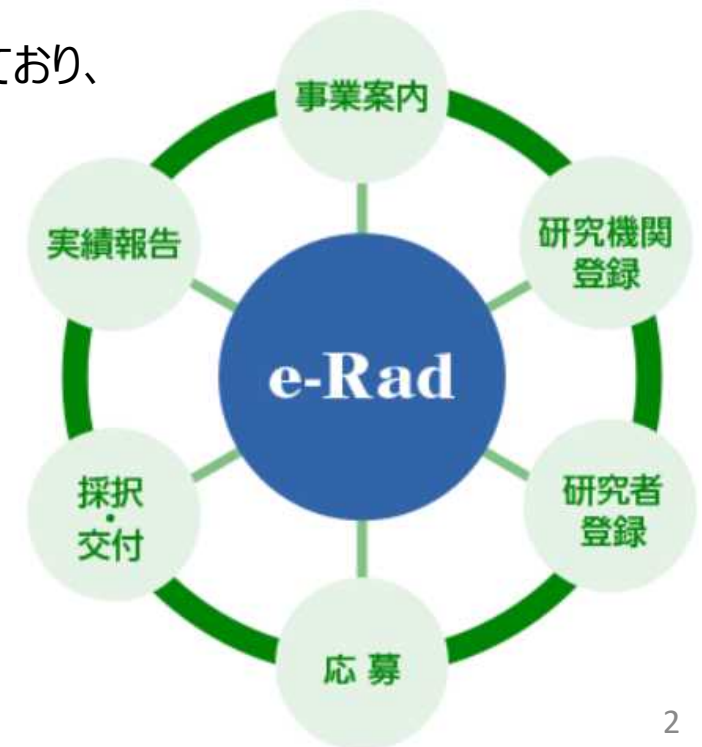 ており、
事業案内
研究機関
登録
研究者
登録
応 募
採択
・
交付
実績報告
e-Rad
2